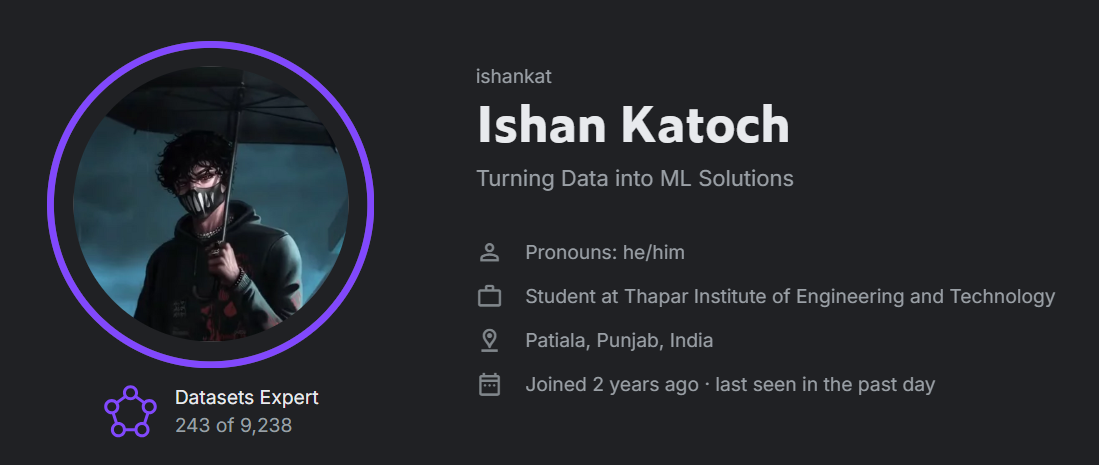 ishankat
Ishan Katoch
Turning Data into ML Solutions
Pronouns: he/him
Student at Thapar Institute of Engineering and Technology
Patiala, Punjab, India
Joined 2 years ago · last seen in the past day
Datasets Expert
243 of 9,238